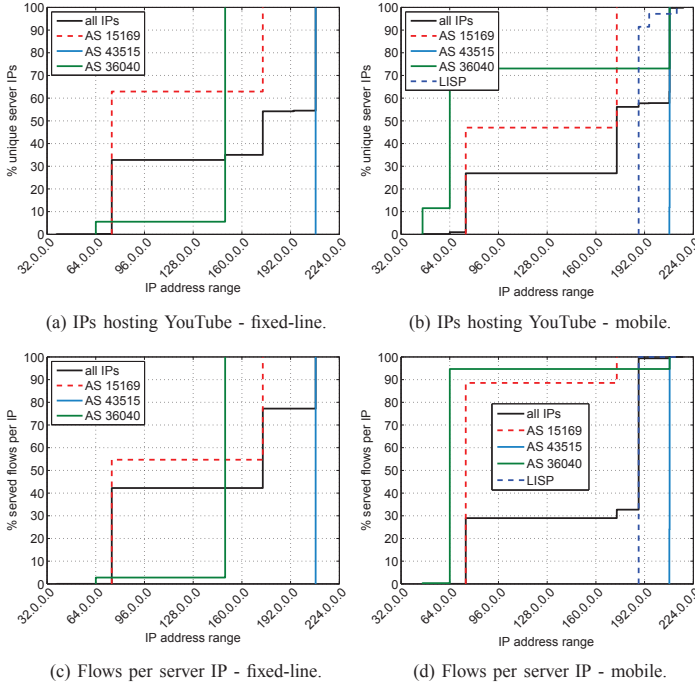 100
90
80
70
60
50
40
30
20
10
0
% unique server IPs
all IPs
AS 15169
AS 43515
AS 36040
32.0.0.0
64.0.0.0
96.0.0.0
128.0.0.0
160.0.0.0
192.0.0.0
224.0.0.0
IP address range
(a) IPs hosting YouTube - fixed-line.
100
90
80
70
60
50
40
30
20
10
0
% unique server IPs
all IPs
AS 15169
AS 43515
AS 36040
LISP
32.0.0.0
64.0.0.0
96.0.0.0
128.0.0.0
160.0.0.0
192.0.0.0
224.0.0.0
IP address range
(b) IPs hosting YouTube - mobile.
100
90
80
70
60
50
40
30
20
10
0
% served flows per IP
all IPs
AS 15169
AS 43515
AS 36040
32.0.0.0
64.0.0.0
96.0.0.0
128.0.0.0
160.0.0.0
192.0.0.0
224.0.0.0
IP address range
(c) Flows per server IP - fixed-line.
100
90
80
70
60
50
40
30
20
10
0
% served flows per IP
all IPs
AS 15169
AS 43515
AS 36040
LISP
32.0.0.0
64.0.0.0
96.0.0.0
128.0.0.0
160.0.0.0
192.0.0.0
224.0.0.0
IP address range
(d) Flows per server IP - mobile.